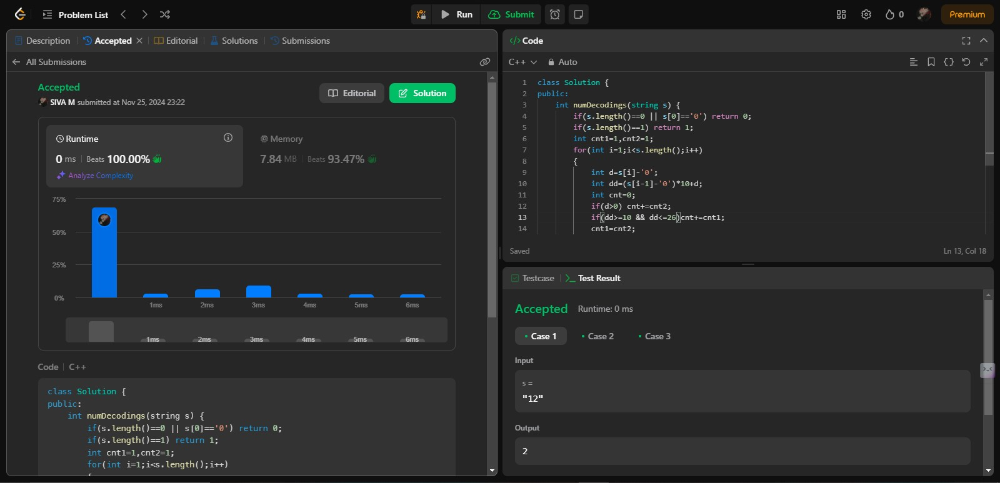 Problem List
Run
Submit
0
Premium
Description
Accepted
Editorial
Solutions
Submissions
All Submissions
Accepted
SIVA M submitted at Nov 25, 2024 23:22
Editorial
Solution
Runtime
0 ms
Beats 100.00%
Analyze Complexity
Memory
7.84 MB
Beats 93.47%
75%
50%
25%
0%
1ms 2ms 3ms 4ms 5ms 6ms
1ms 2ms 3ms 4ms 5ms 6ms
Code | C++
class Solution {
public:
int numDecodings(string s) {
if(s.length()==0 || s[0]=='0') return 0;
if(s.length()==1) return 1;
int cnt1=1,cnt2=1;
for(int i=1;i<s.length();i++)
{
</> Code
C++
Auto
1 class Solution {
2 public:
3 int numDecodings(string s) {
4 if(s.length()==0 || s[0]=='0') return 0;
5 if(s.length()==1) return 1;
6 int cnt1=1,cnt2=1;
7 for(int i=1;i<s.length();i++)
8 {
9 int d=s[i]-'0';
10 int dd=(s[i-1]-'0')*10+d;
11 int cnt=0;
12 if(d>0) cnt+=cnt2;
13 if(dd>=10 && dd<=26)cnt+=cnt1;
14 cnt1=cnt2;
Saved
Ln 13, Col 18
Testcase
Test Result
Accepted
Runtime: 0 ms
Case 1
Case 2
Case 3
Input
s =
"12"
Output
2